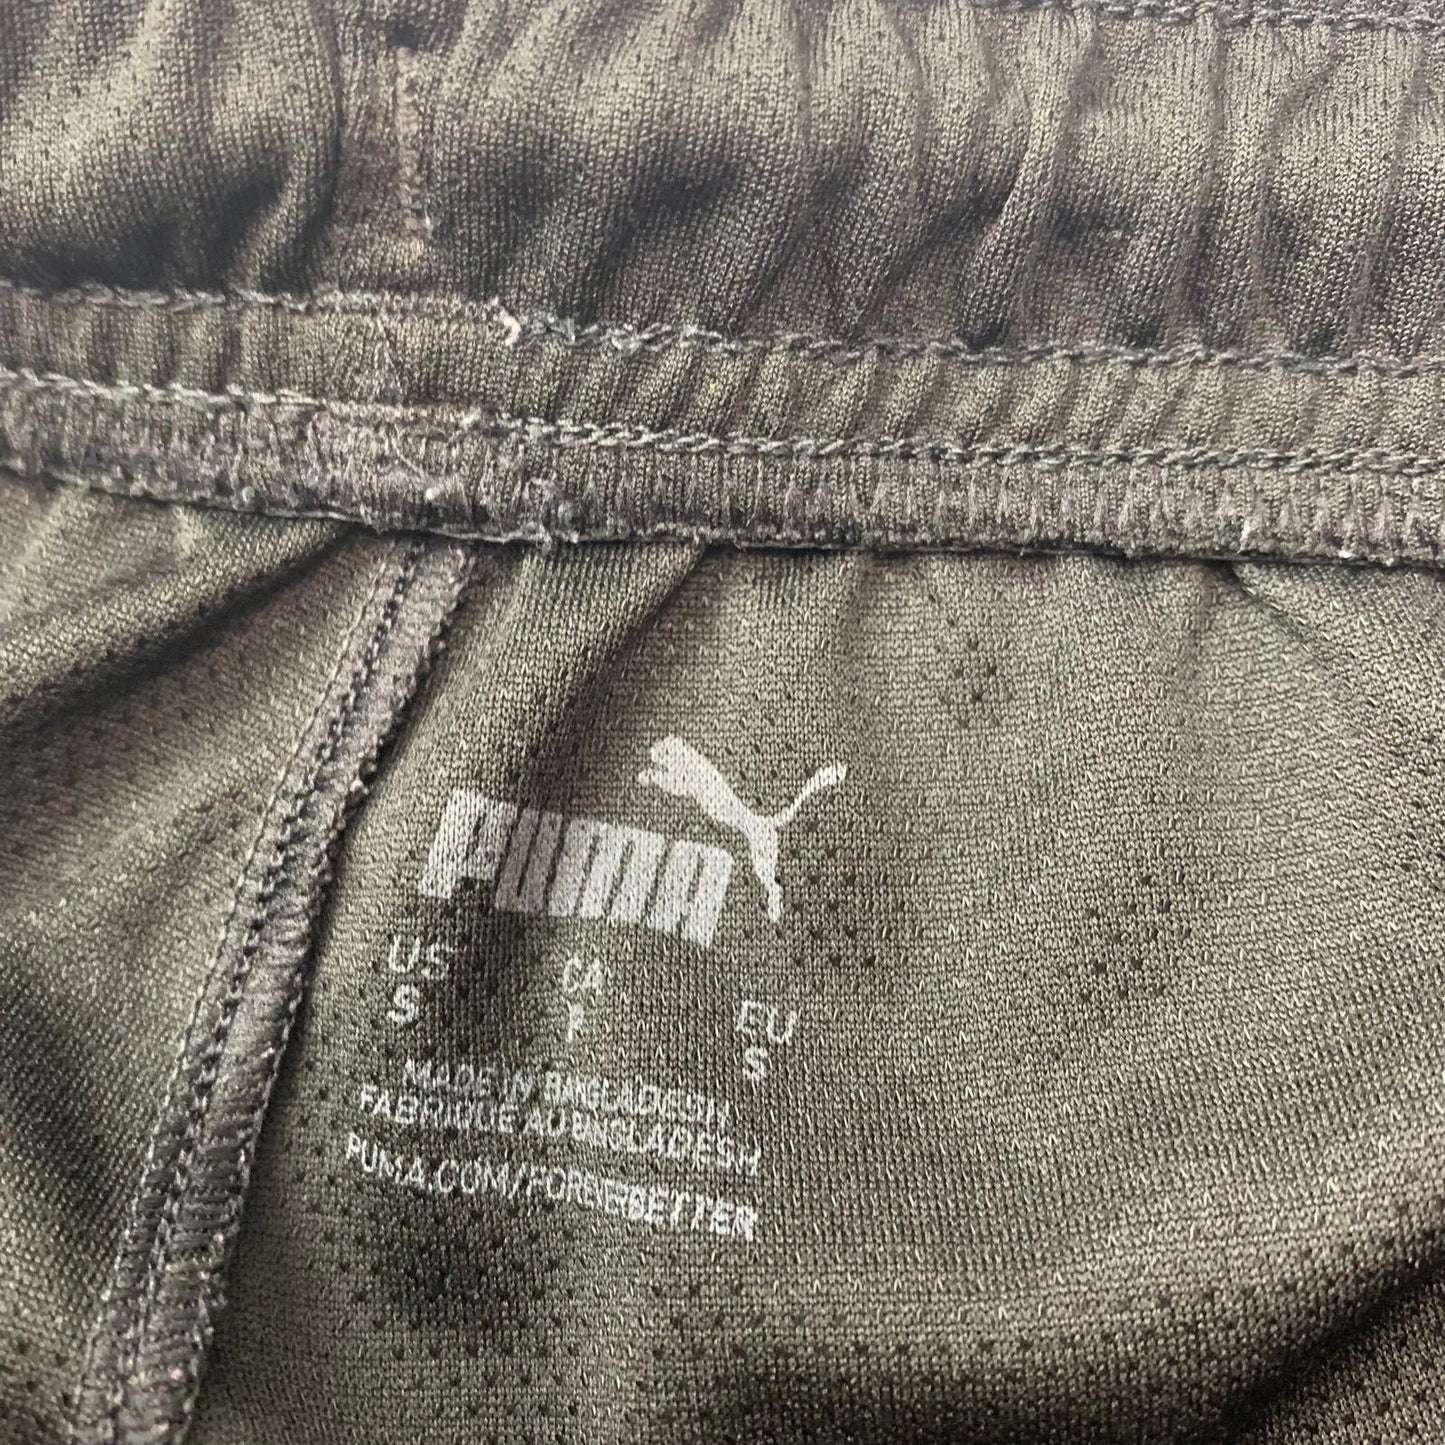 PUMA
US CA EU
S P S
MADE IN BANGLADESH
FABRIQUE AU BANGLADESH
PUMA.COM/FOREVERBETTER